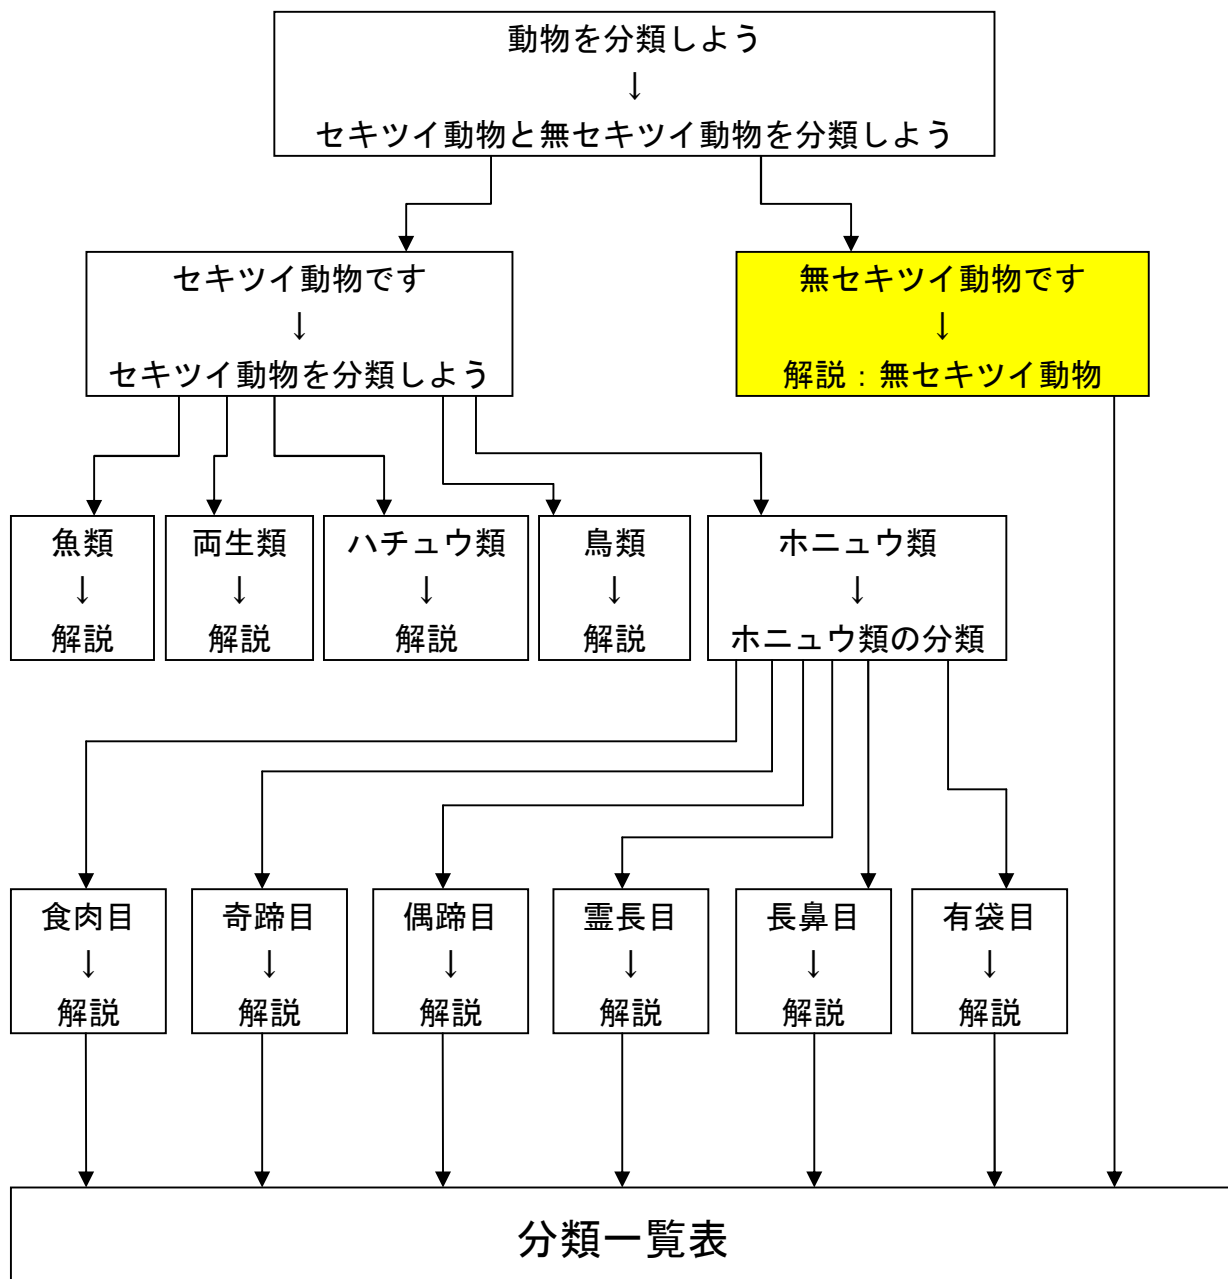 動物を分類しよう
↓
セキツイ動物と無セキツイ動物を分類しよう
セキツイ動物です
↓
セキツイ動物を分類しよう
無セキツイ動物です
↓
解説：無セキツイ動物
魚類
↓
解説
両生類
↓
解説
ハチュウ類
↓
解説
鳥類
↓
解説
ホニュウ類
↓
ホニュウ類の分類
食肉目
↓
解説
奇蹄目
↓
解説
偶蹄目
↓
解説
霊長目
↓
解説
長鼻目
↓
解説
有袋目
↓
解説
分類一覧表